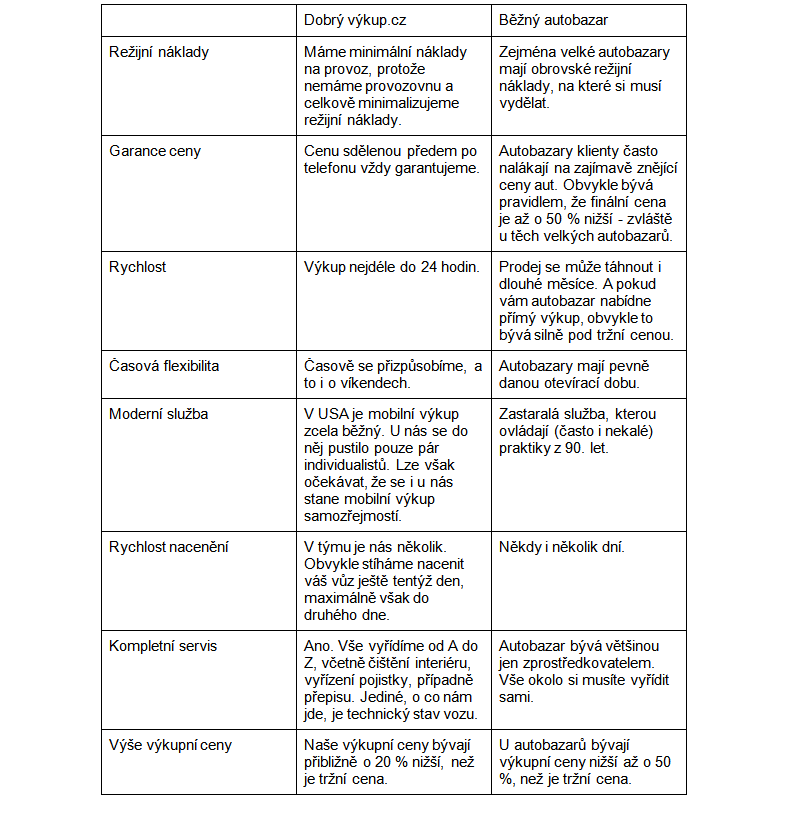 Dobrý výkup.cz
Běžný autobazar
Režijní náklady
Máme minimální náklady
na provoz, protože
nemáme provozovnu a
celkově minimalizujeme
režijní náklady.
Zejména velké autobazary
mají obrovské režijní
náklady, na které si musí
vydělat.
Garance ceny
Cenu sdělenou předem po
telefonu vždy garantujeme.
Autobazary klienty často
nalákají na zajímavě znějící
ceny aut. Obvykle bývá
pravidlem, že finální cena
je až o 50 % nižší - zvláště
u těch velkých autobazarů.
Rychlost
Výkup nejdéle do 24 hodin.
Prodej se může táhnout i
dlouhé měsíce. A pokud
vám autobazar nabídne
přímý výkup, obvykle to
bývá silně pod tržní cenou.
Časová flexibilita
Časově se přizpůsobíme, a
to i o víkendech.
Autobazary mají pevně
danou otevírací dobu.
Moderní služba
V USA je mobilní výkup
zcela běžný. U nás se do
něj pustilo pouze pár
individualistů. Lze však
očekávat, že se i u nás
stane mobilní výkup
samozřejmostí.
Zastaralá služba, kterou
ovládají (často i nekalé)
praktiky z 90. let.
Rychlost nacenění
V týmu je nás několik.
Obvykle stíháme nacenit
váš vůz ještě tentýž den,
maximálně však do
druhého dne.
Někdy i několik dní.
Kompletní servis
Ano. Vše vyřídíme od A do
Z, včetně čištění interiéru,
vyřízení pojistky, případně
přepisu. Jediné, o co nám
jde, je technický stav vozu.
Autobazar bývá většinou
jen zprostředkovatelem.
Vše okolo si musíte vyřídit
sami.
Výše výkupní ceny
Naše výkupní ceny bývají
přibližně o 20 % nižší, než
je tržní cena.
U autobazarů bývají
výkupní ceny nižší až o 50
%, než je tržní cena.